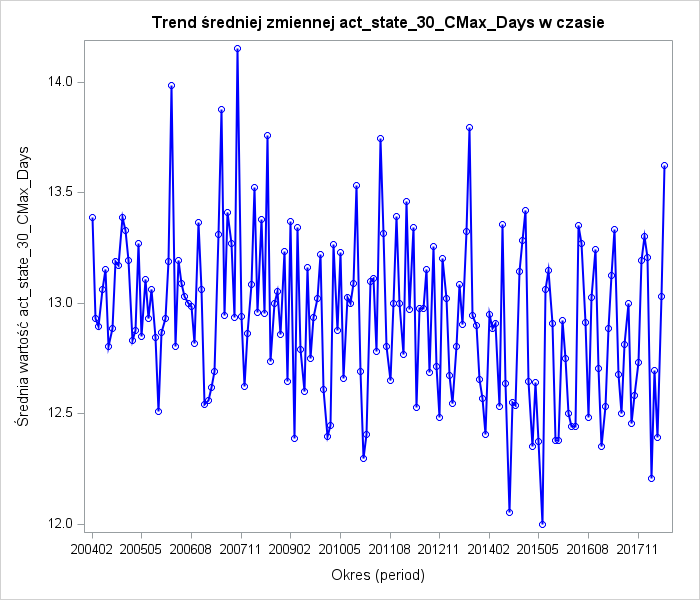 Trend średniej zmiennej act_state_30_CMax_Days w czasie
Średnia wartość act_state_30_CMax_Days
14.0
13.5
13.0
12.5
12.0
200402 200505 200608 200711 200902 201005 201108 201211 201402 201505 201608 201711
Okres (period)